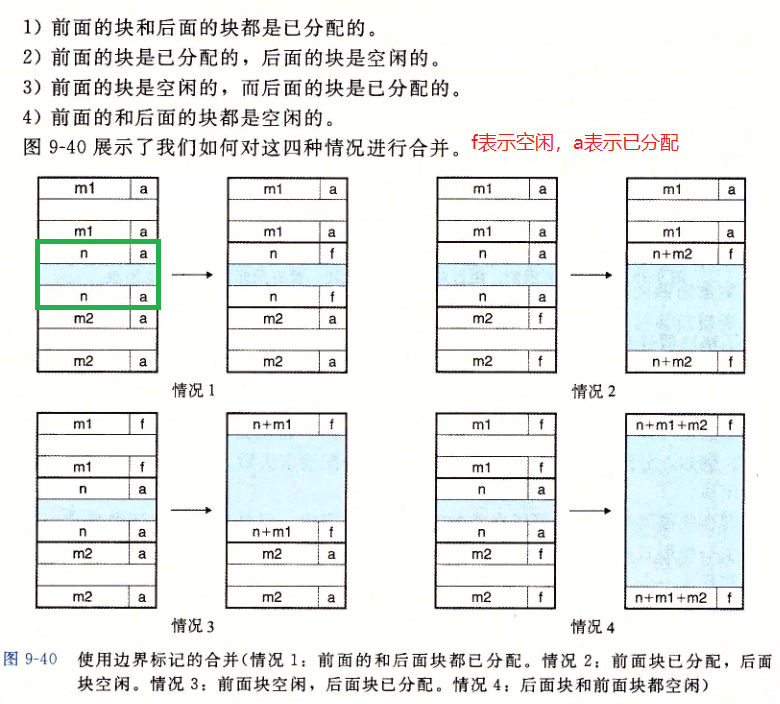 1）前面的块和后面的块都是已分配的。
2）前面的块是已分配的，后面的块是空闲的。
3）前面的块是空闲的，而后面的块是已分配的。
4）前面的和后面的块都是空闲的。
图 9-40 展示了我们如何对这四种情况进行合并。 f表示空闲，a表示已分配
m1 a
m1 a
n a
n a
m2 a
m2 a
m1 a
m1 a
n f
n f
m2 a
m2 a
情况 1
m1 a
m1 a
n a
n a
m2 f
m2 f
m1 a
m1 a
n+m2 f
n+m2 f
情况 2
m1 f
m1 f
n a
n a
m2 a
m2 a
n+m1 f
n+m1 f
m2 a
m2 a
情况 3
m1 f
m1 f
n a
n a
m2 f
m2 f
n+m1+m2 f
n+m1+m2 f
情况 4
图 9-40 使用边界标记的合并(情况 1：前面的和后面块都已分配。情况 2：前面块已分配，后面
块空闲。情况 3：前面块空闲，后面块已分配。情况 4：后面块和前面块都空闲)